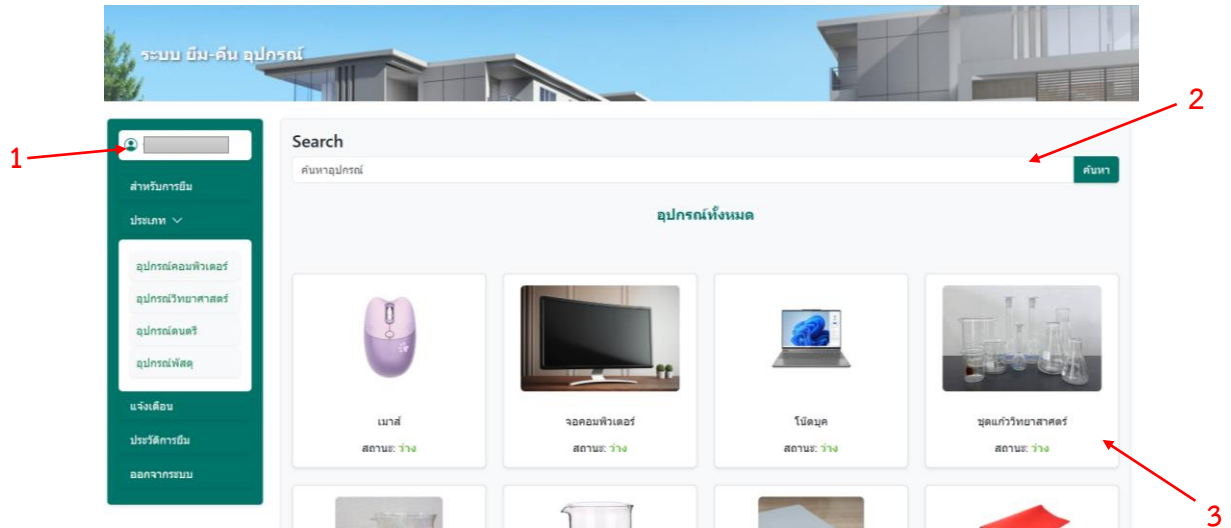 ระบบ ยืม-คืน อุปกรณ์
2
1
Search
ค้นหาอุปกรณ์
ค้นหา
สำหรับการยืม
ประเภท
อุปกรณ์ทั้งหมด
อุปกรณ์คอมพิวเตอร์
อุปกรณ์วิทยาศาสตร์
อุปกรณ์ดนตรี
อุปกรณ์พัสดุ
แจ้งเตือน
ประวัติการยืม
ออกจากระบบ
เมาส์
สถานะ: ว่าง
จอคอมพิวเตอร์
สถานะ: ว่าง
โน๊ตบุค
สถานะ: ว่าง
ชุดแก้ววิทยาสาศตร์
สถานะ: ว่าง
3